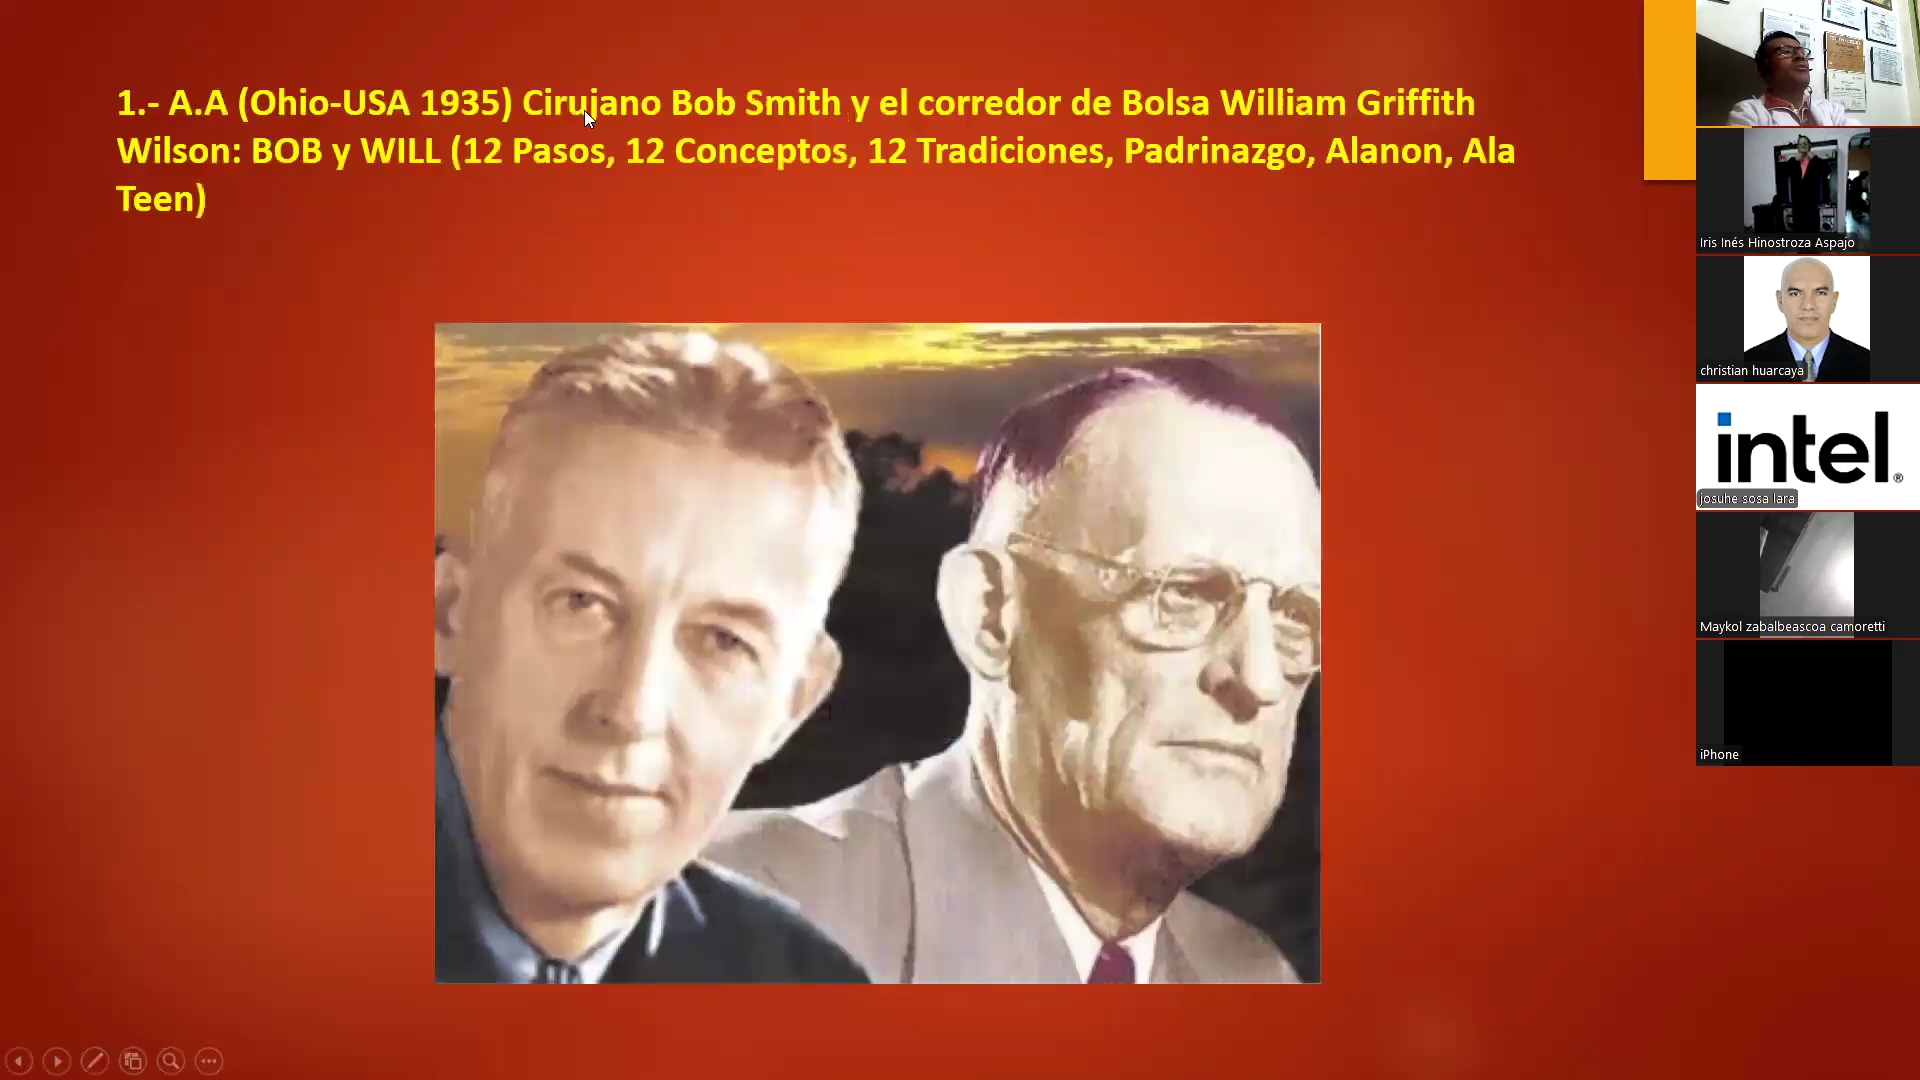 1.- A.A (Ohio-USA 1935) Cirujano Bob Smith y el corredor de Bolsa William Griffith
Wilson: BOB y WILL (12 Pasos, 12 Conceptos, 12 Tradiciones, Padrinazgo, Alanon, Ala
Teen)
Iris Inés Hinostroza Aspajo
christian huarcaya
intel®
josuhe sosa lara
Maykol zabalbeascoa camoretti
iPhone